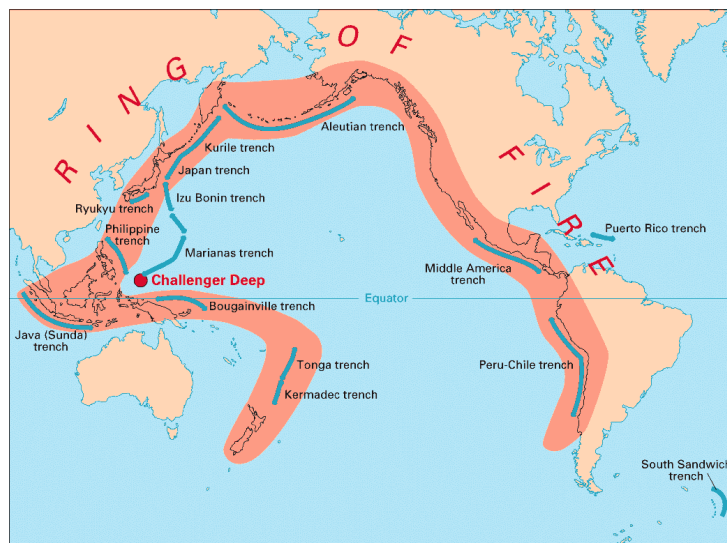 RING OF FIRE
Aleutian trench
Kurile trench
Japan trench
Izu Bonin trench
Ryukyu trench
Philippine
trench
Marianas trench
Challenger Deep
Puerto Rico trench
Middle America
trench
Equator
Bougainville trench
Java (Sunda)
trench
Tonga trench
Kermadec trench
Peru-Chile trench
South Sandwich
trench